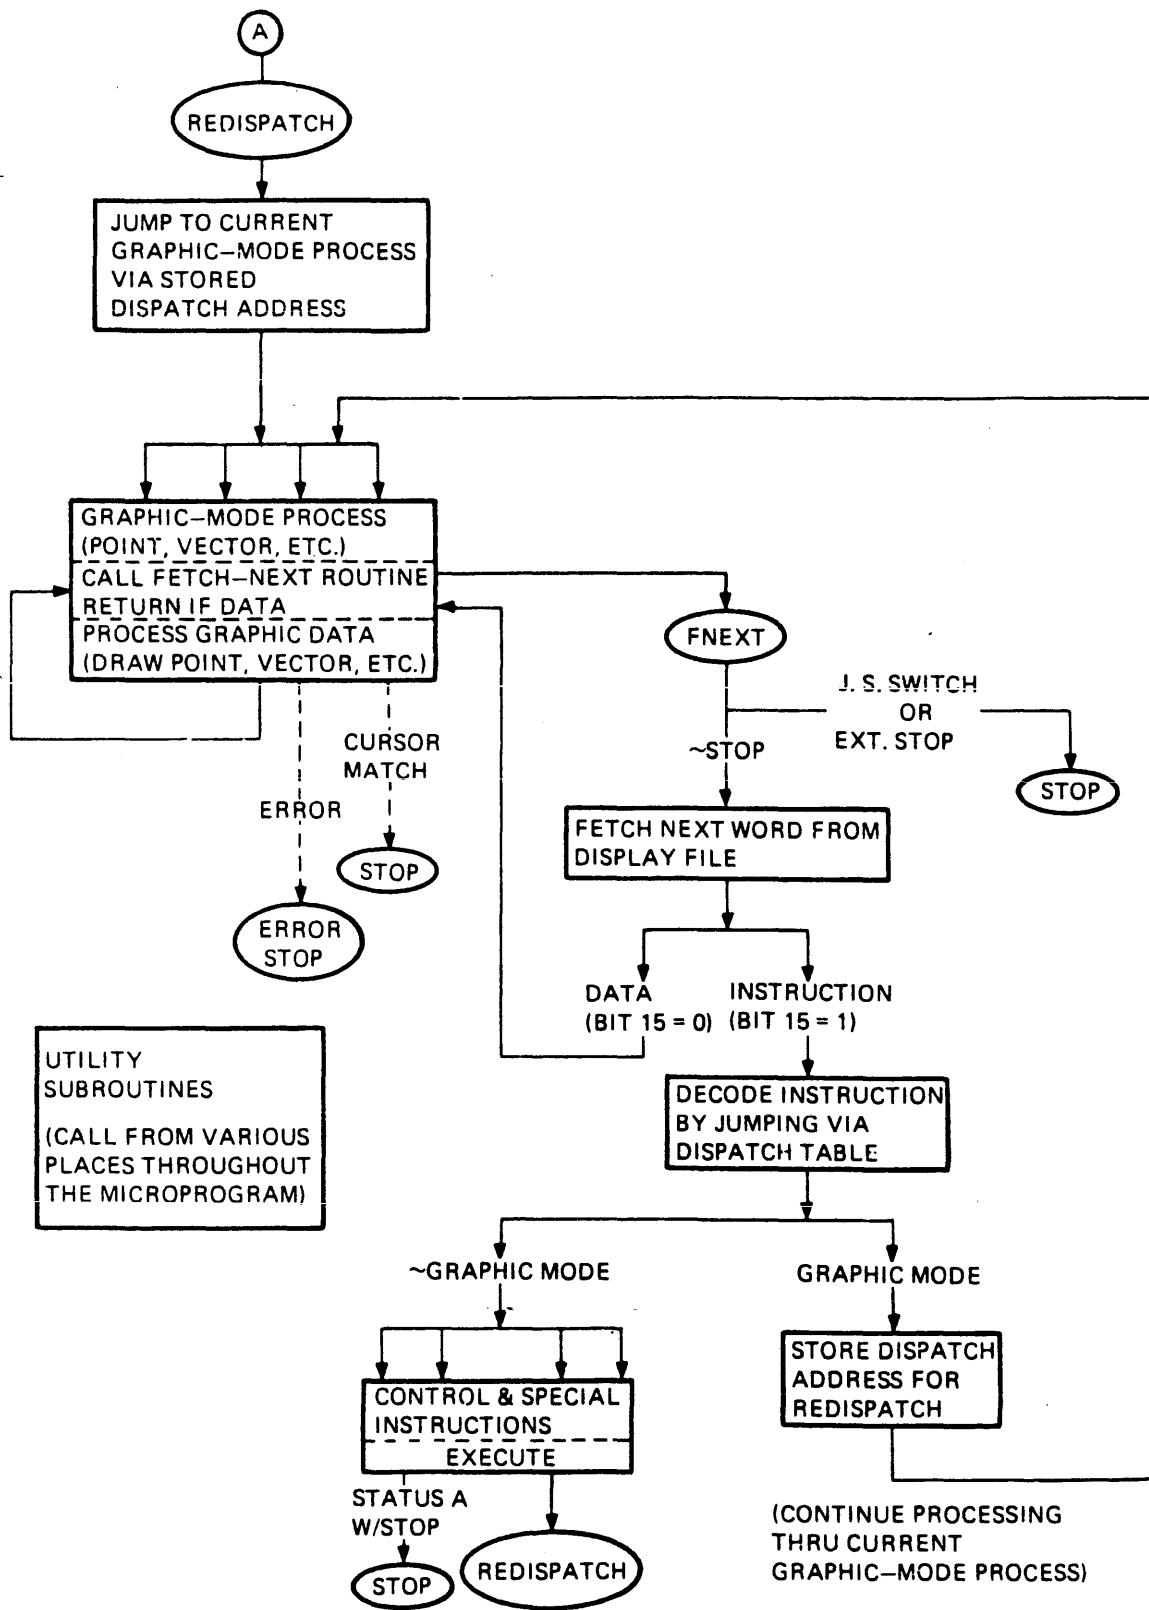 A
REDISPATCH
JUMP TO CURRENT
GRAPHIC–MODE PROCESS
VIA STORED
DISPATCH ADDRESS
GRAPHIC–MODE PROCESS
(POINT, VECTOR, ETC.)
CALL FETCH–NEXT ROUTINE
RETURN IF DATA
PROCESS GRAPHIC DATA
(DRAW POINT, VECTOR, ETC.)
FNEXT
J. S. SWITCH
OR
EXT. STOP
~STOP
STOP
CURSOR
MATCH
ERROR
STOP
ERROR
STOP
FETCH NEXT WORD FROM
DISPLAY FILE
DATA
(BIT 15 = 0)
INSTRUCTION
(BIT 15 = 1)
UTILITY
SUBROUTINES
(CALL FROM VARIOUS
PLACES THROUGHOUT
THE MICROPROGRAM)
DECODE INSTRUCTION
BY JUMPING VIA
DISPATCH TABLE
~GRAPHIC MODE
GRAPHIC MODE
CONTROL & SPECIAL
INSTRUCTIONS
EXECUTE
STORE DISPATCH
ADDRESS FOR
REDISPATCH
STATUS A
W/STOP
STOP
REDISPATCH
(CONTINUE PROCESSING
THRU CURRENT
GRAPHIC–MODE PROCESS)